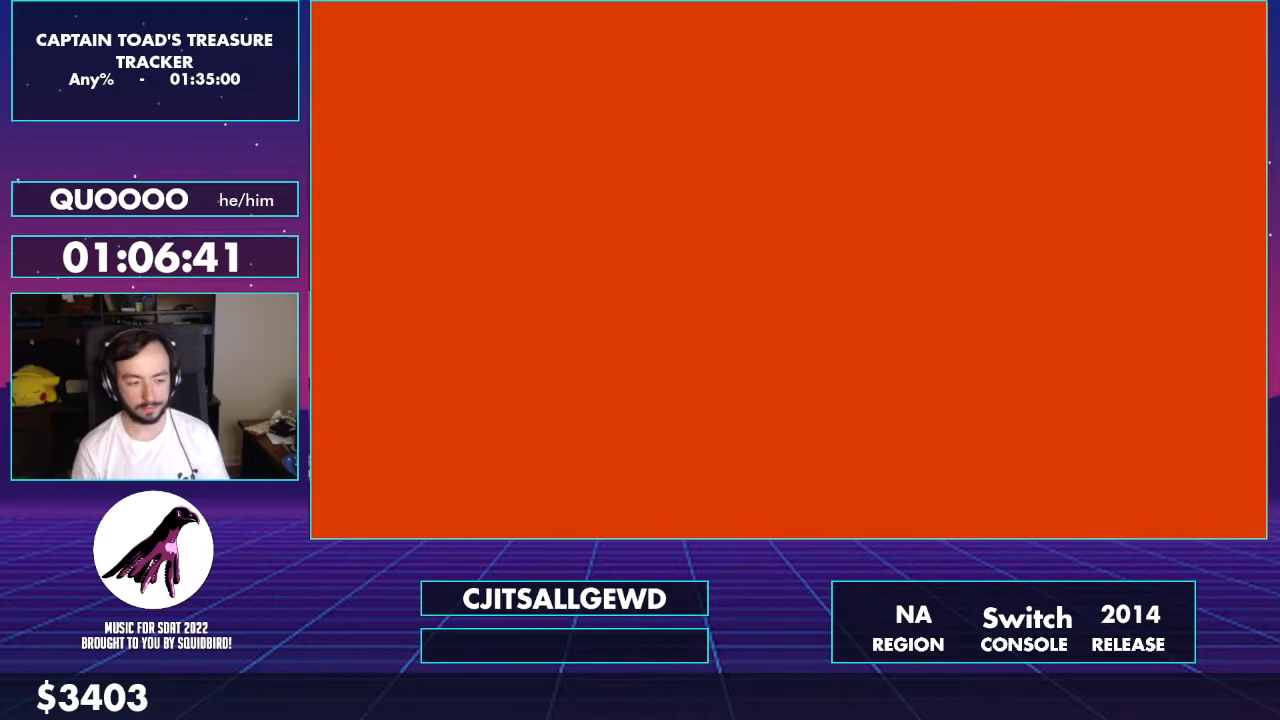 CAPTAIN TOAD'S TREASURE
TRACKER
Any% - 01:35:00
QUOOOO he/him
01:06:41
MUSIC FOR SDAT 2022
BROUGHT TO YOU BY SQUIDBIRD!
CJITSALLGEWD
NA Switch 2014
REGION CONSOLE RELEASE
$3403